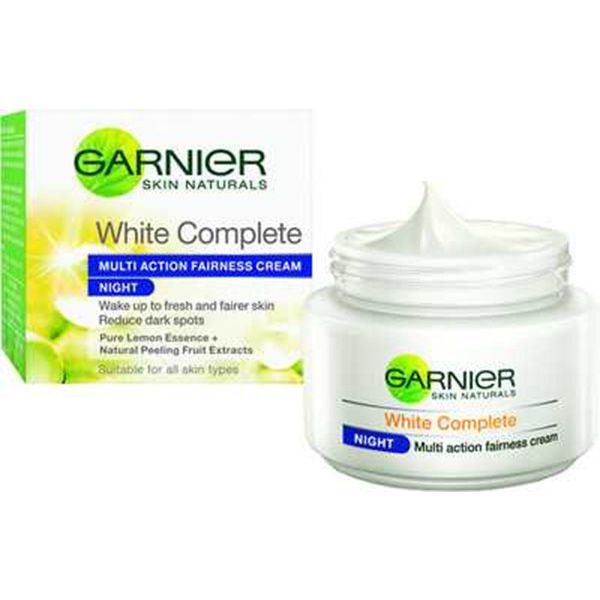 GARNIER
SKIN NATURALS
White Complete
MULTI ACTION FAIRNESS CREAM
NIGHT
Wake up to fresh and fairer skin
Reduce dark spots
Pure Lemon Essence +
Natural Peeling Fruit Extracts
Suitable for all skin types
GARNIER
SKIN NATURALS
White Complete
NIGHT Multi action fairness cream